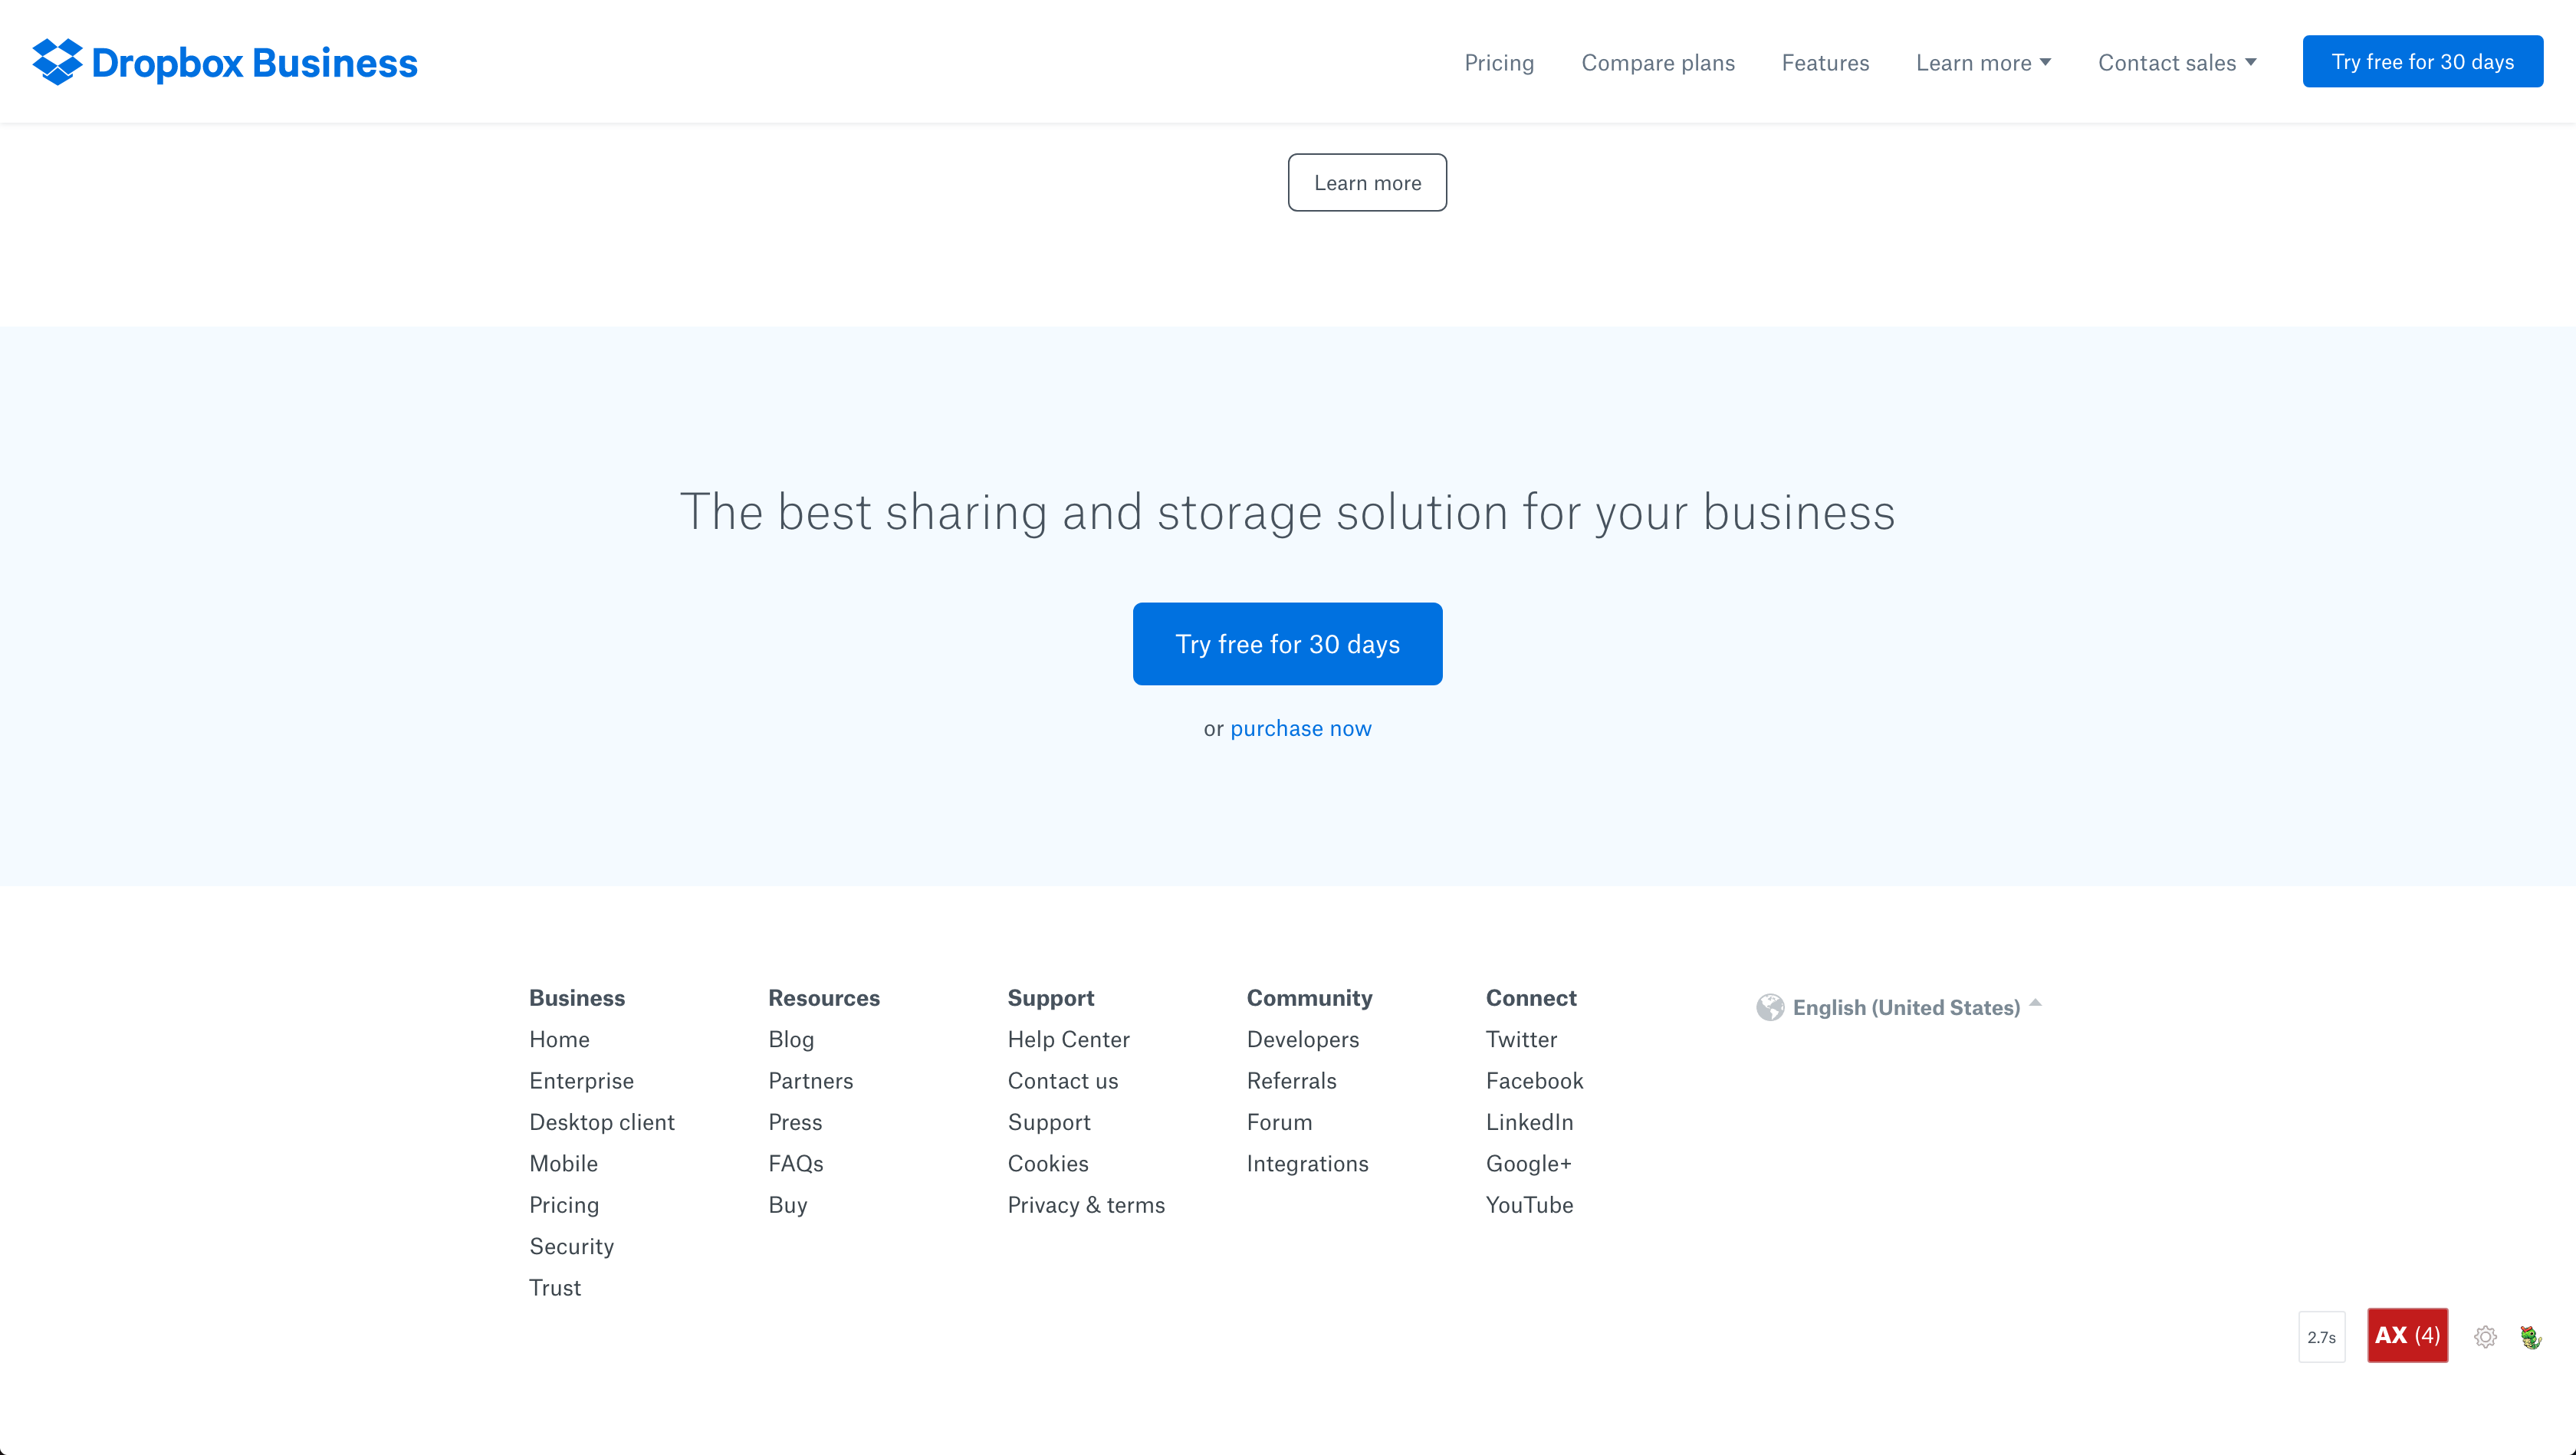 Dropbox Business
Pricing
Compare plans
Features
Learn more
Contact sales
Try free for 30 days
Learn more
The best sharing and storage solution for your business
Try free for 30 days
or purchase now
Business
Home
Enterprise
Desktop client
Mobile
Pricing
Security
Trust
Resources
Blog
Partners
Press
FAQs
Buy
Support
Help Center
Contact us
Support
Cookies
Privacy & terms
Community
Developers
Referrals
Forum
Integrations
Connect
Twitter
Facebook
LinkedIn
Google+
YouTube
English (United States)
2.7s
AX (4)